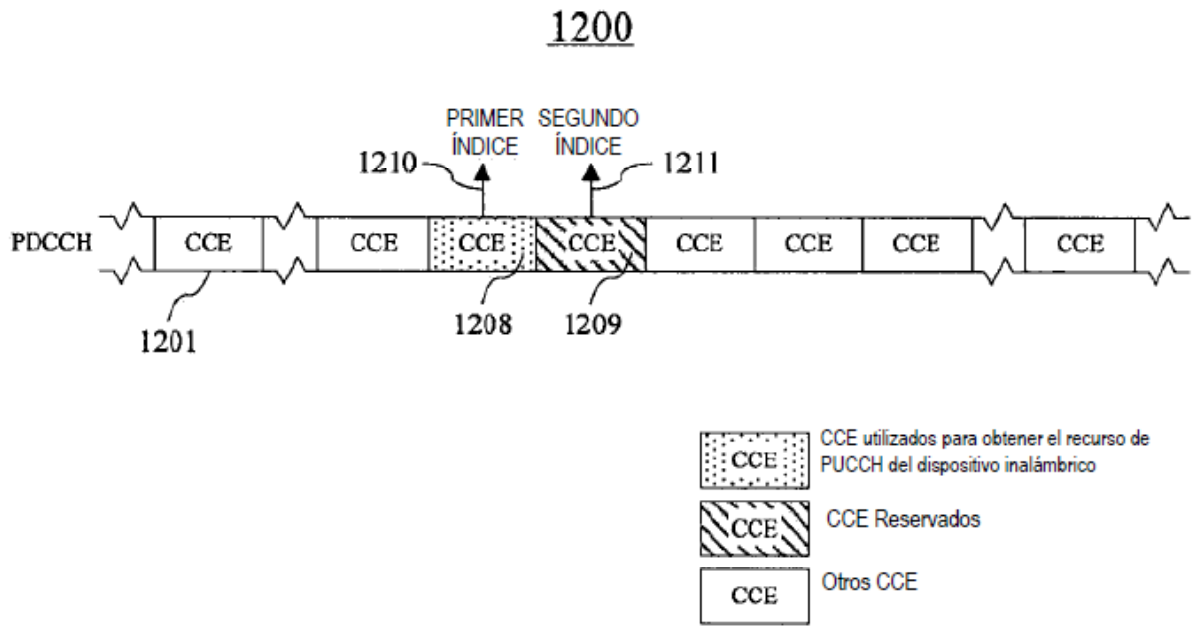 1200
PRIMER SEGUNDO
ÍNDICE ÍNDICE
1210 1211
PDCCH CCE CCE CCE CCE CCE CCE CCE CCE
1201 1208 1209
CCE CCE utilizados para obtener el recurso de
PUCCH del dispositivo inalámbrico
CCE CCE Reservados
CCE Otros CCE